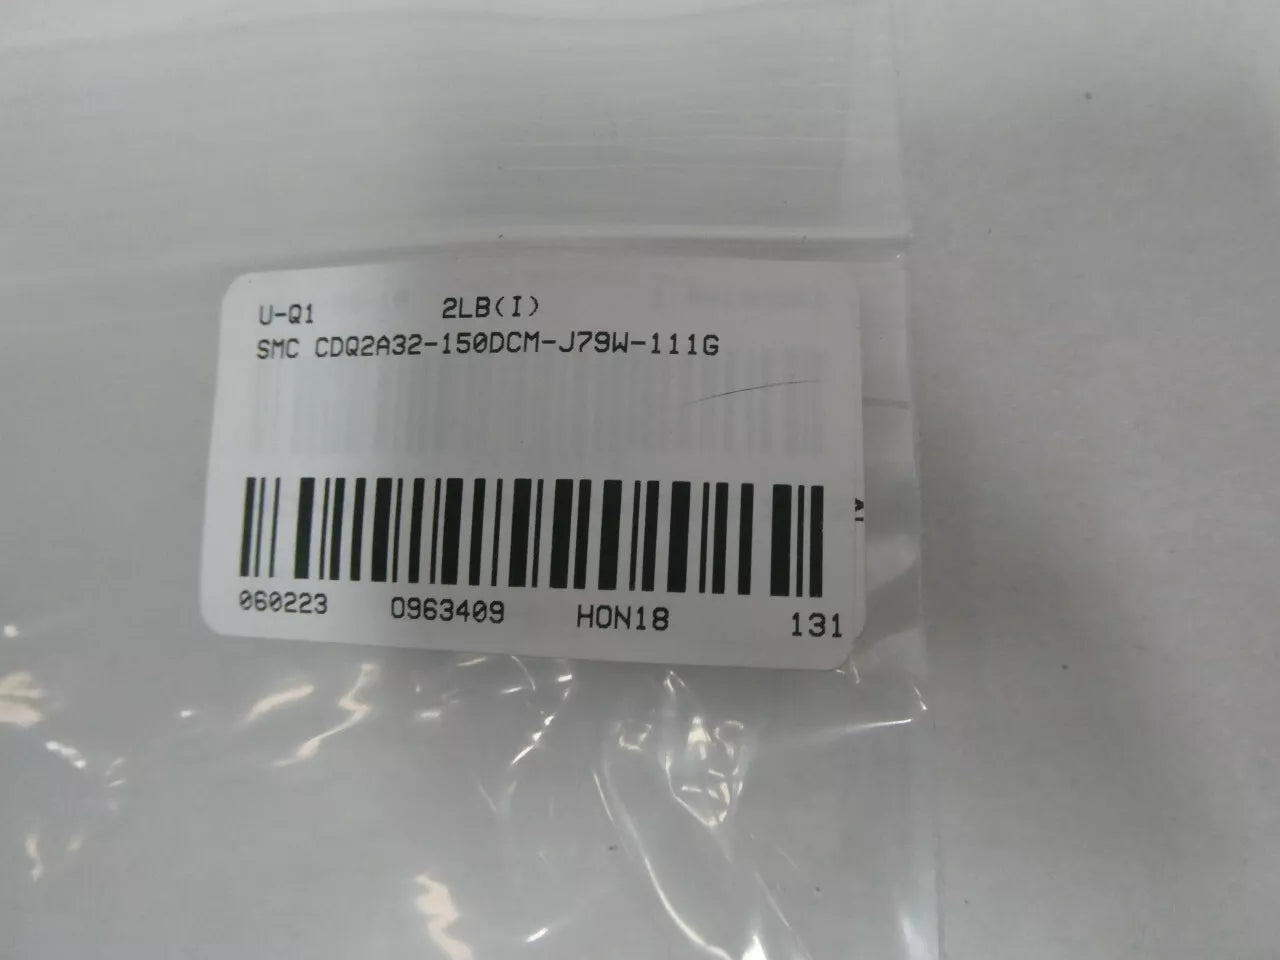 U-Q1 2LB(I)
SMC CDQ2A32-150DCM-J79W-111G
060223 0963409 HON18 131